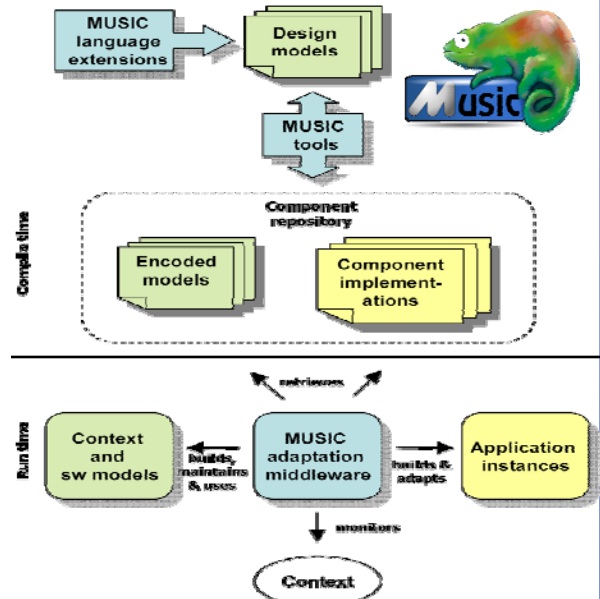 MUSIC
language
extensions
Design
models
Music
MUSIC
tools
Component
repository
Compile time
Encoded
models
Component
implement-
ations
retrieves
Run time
Context
and
sw models
builds,
maintains
& uses
MUSIC
adaptation
middleware
builds &
adapts
Application
instances
monitors
Context